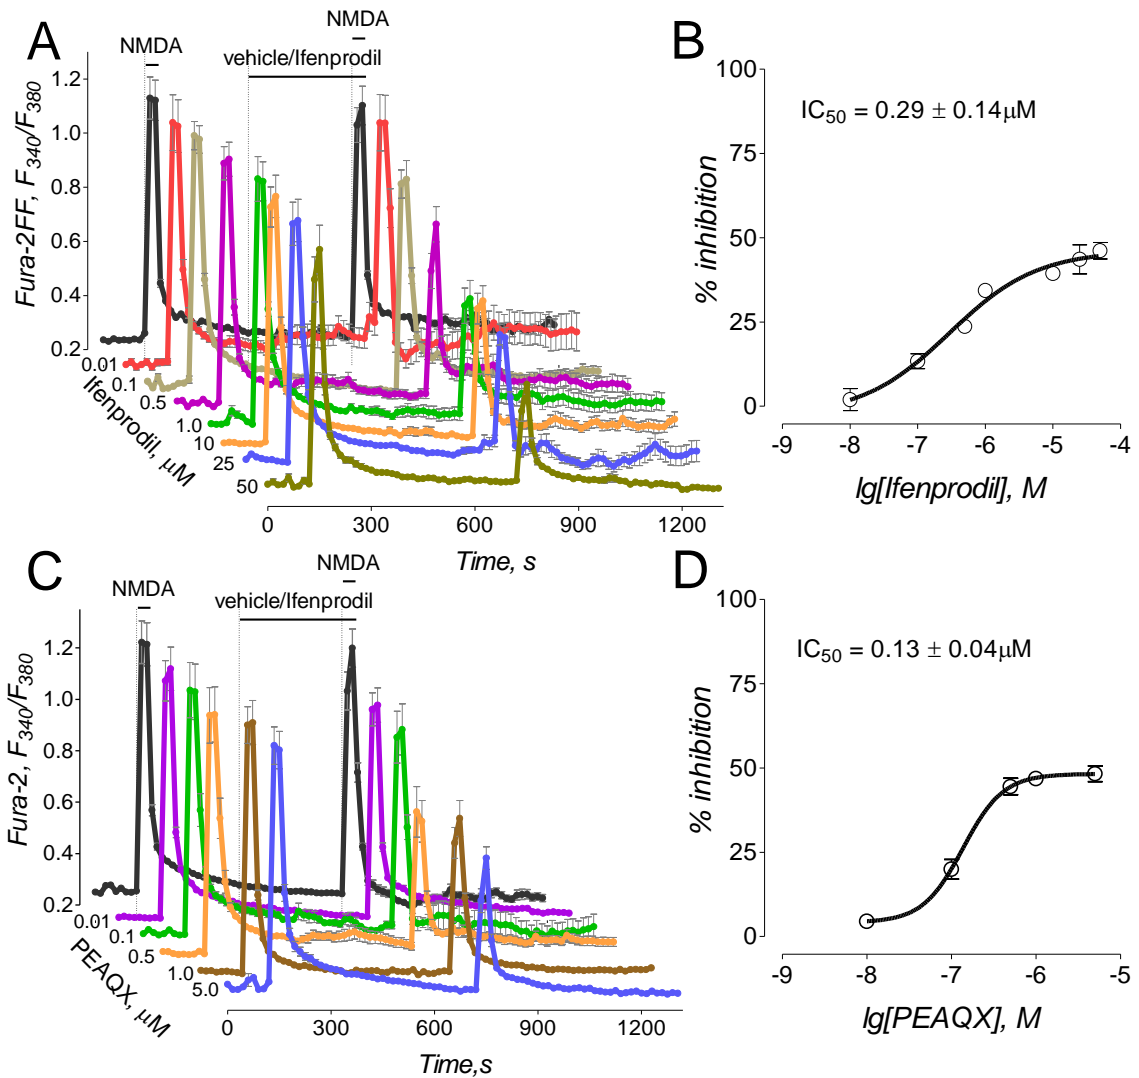 A
NMDA
NMDA
vehicle/Ifenprodil
Fura-2FF, F340/F380
1.2
1.0
0.8
0.6
0.4
0.2
0.01
0.1
0.5
1.0
10
25
50
Ifenprodil, μM
0 300 600 900 1200
Time, s
B
IC50 = 0.29 ± 0.14μM
% inhibition
100
75
50
25
0
-9 -8 -7 -6 -5 -4
lg[Ifenprodil], M
C
NMDA
NMDA
vehicle/Ifenprodil
Fura-2, F340/F380
1.2
1.0
0.8
0.6
0.4
0.2
0.01
0.1
0.5
1.0
5.0
PEAQX, μM
0 300 600 900 1200
Time,s
D
IC50 = 0.13 ± 0.04μM
% inhibition
100
75
50
25
0
-9 -8 -7 -6 -5
lg[PEAQX], M